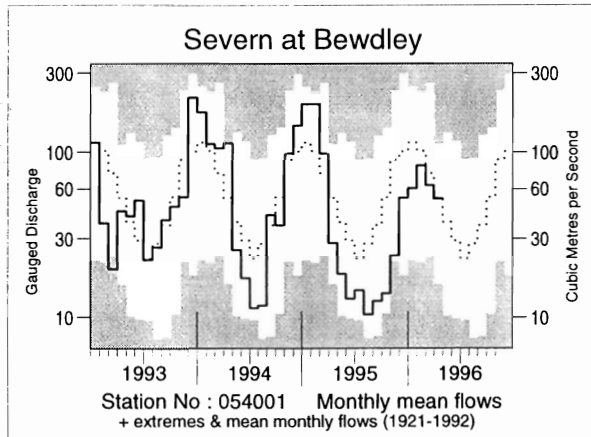 Severn at Bewdley
300
100
60
30
10
Gauged Discharge
300
100
60
30
10
Cubic Metres per Second
1993 1994 1995 1996
Station No : 054001 Monthly mean flows
+ extremes & mean monthly flows (1921-1992)